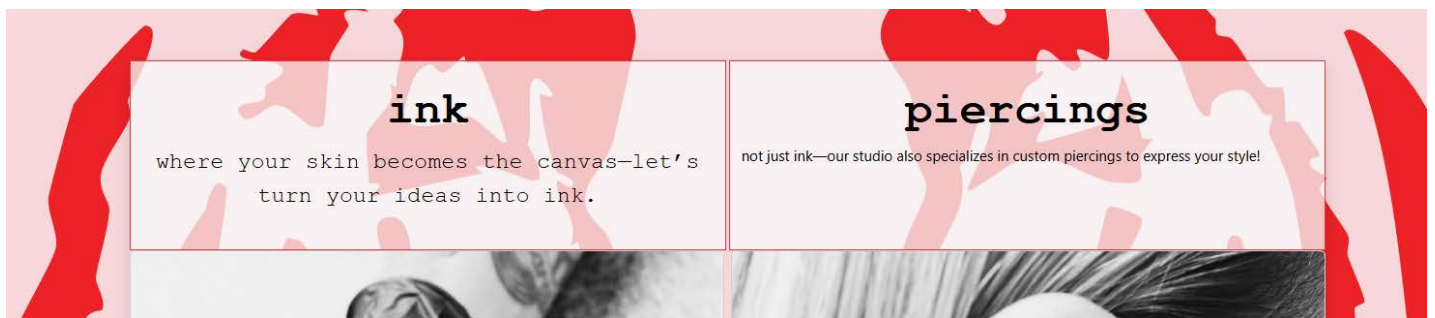 ink
where your skin becomes the canvas—let’s
turn your ideas into ink.
piercings
not just ink—our studio also specializes in custom piercings to express your style!